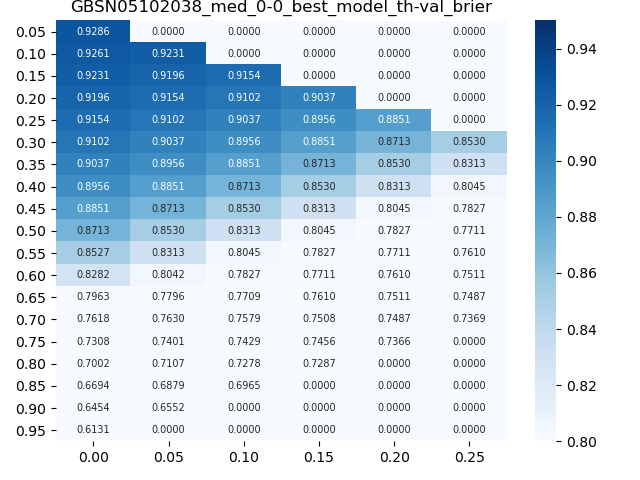 GBSN05102038_med_0-0_best_model_th-val_brier
0.05 0.9286 0.0000 0.0000 0.0000 0.0000 0.0000
0.10 0.9261 0.9231 0.0000 0.0000 0.0000 0.0000
0.15 0.9231 0.9196 0.9154 0.0000 0.0000 0.0000
0.20 0.9196 0.9154 0.9102 0.9037 0.0000 0.0000
0.25 0.9154 0.9102 0.9037 0.8956 0.8851 0.0000
0.30 0.9102 0.9037 0.8956 0.8851 0.8713 0.8530
0.35 0.9037 0.8956 0.8851 0.8713 0.8530 0.8313
0.40 0.8956 0.8851 0.8713 0.8530 0.8313 0.8045
0.45 0.8851 0.8713 0.8530 0.8313 0.8045 0.7827
0.50 0.8713 0.8530 0.8313 0.8045 0.7827 0.7711
0.55 0.8527 0.8313 0.8045 0.7827 0.7711 0.7610
0.60 0.8282 0.8042 0.7827 0.7711 0.7610 0.7511
0.65 0.7963 0.7796 0.7709 0.7610 0.7511 0.7487
0.70 0.7618 0.7630 0.7579 0.7508 0.7487 0.7369
0.75 0.7308 0.7401 0.7429 0.7456 0.7366 0.0000
0.80 0.7002 0.7107 0.7278 0.7287 0.0000 0.0000
0.85 0.6694 0.6879 0.6965 0.0000 0.0000 0.0000
0.90 0.6454 0.6552 0.0000 0.0000 0.0000 0.0000
0.95 0.6131 0.0000 0.0000 0.0000 0.0000 0.0000
0.00 0.05 0.10 0.15 0.20 0.25
0.94
0.92
0.90
0.88
0.86
0.84
0.82
0.80